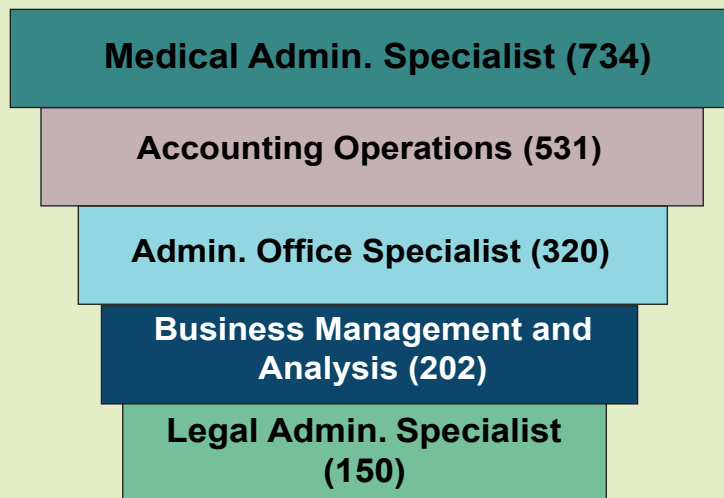 Medical Admin. Specialist (734)
Accounting Operations (531)
Admin. Office Specialist (320)
Business Management and
Analysis (202)
Legal Admin. Specialist
(150)